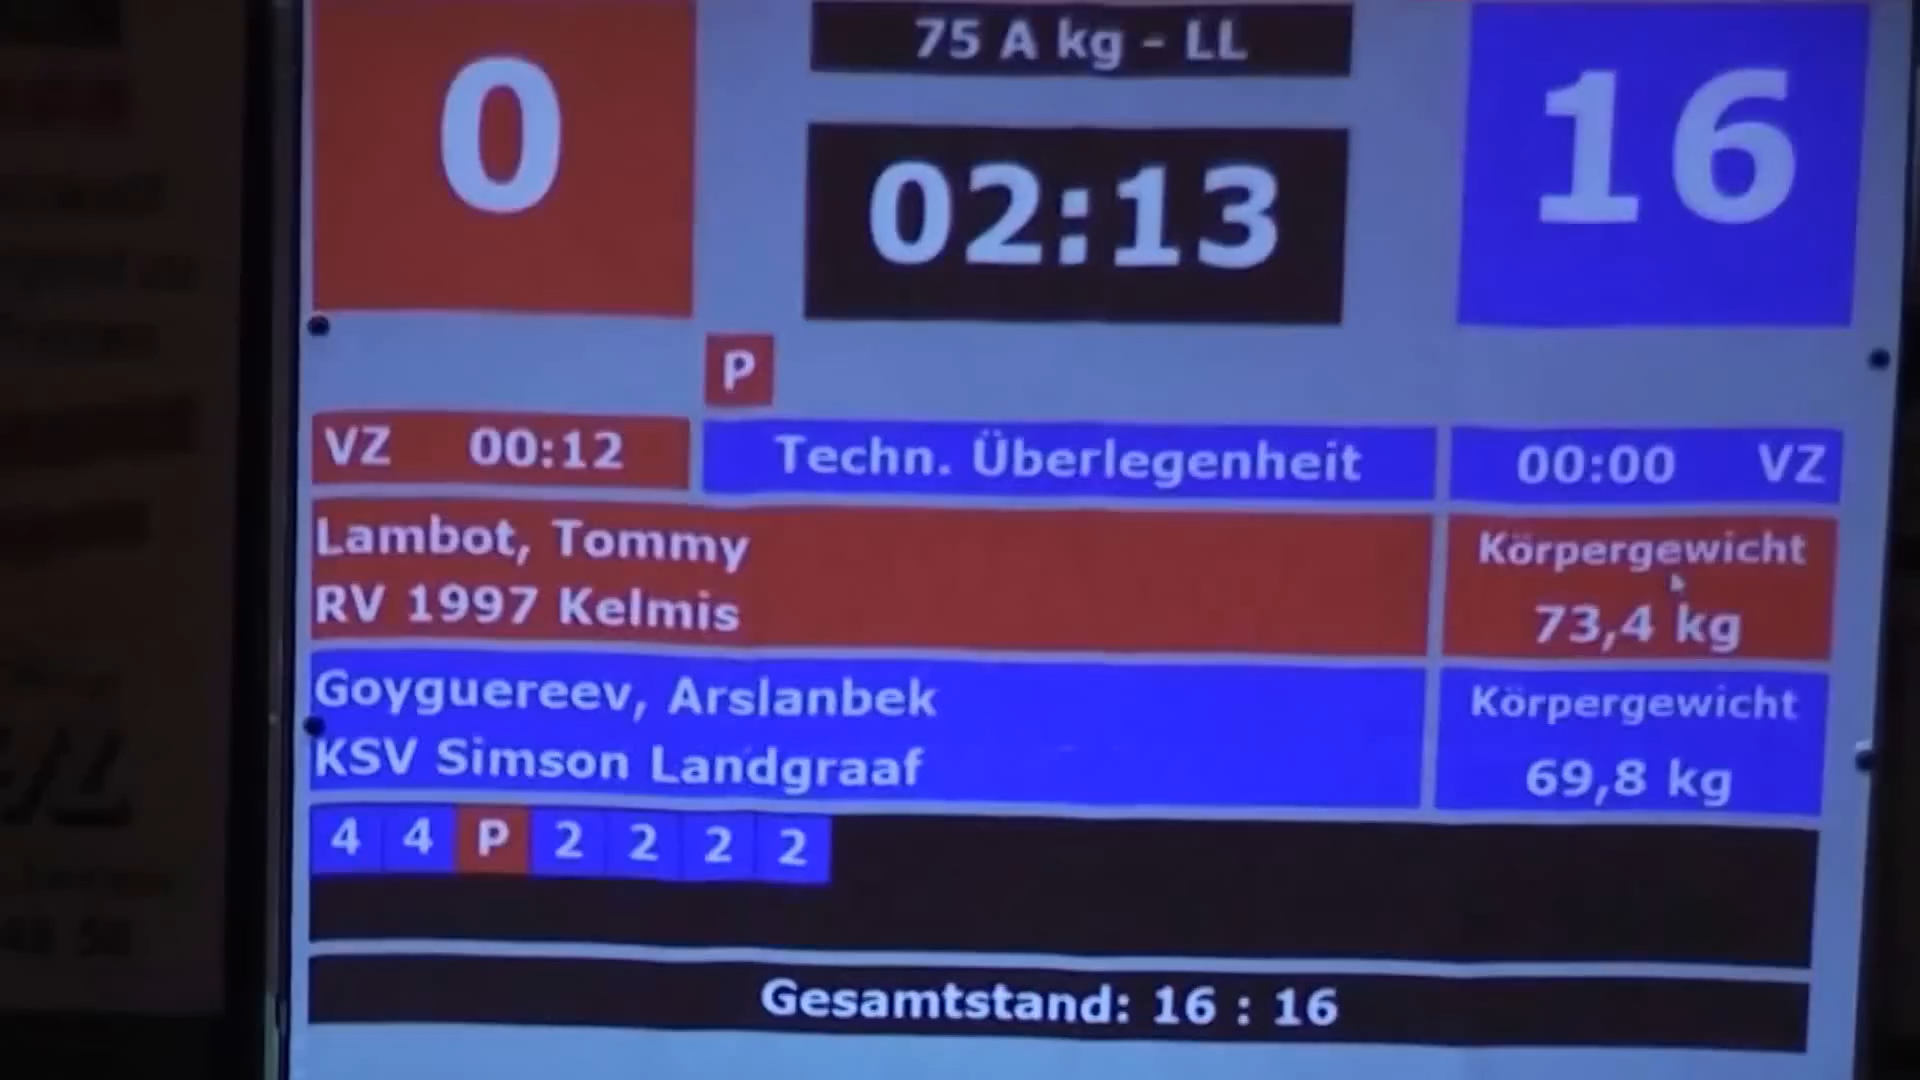 0
75 A kg - LL
16
02:13
P
VZ 00:12
Techn. Überlegenheit
00:00 VZ
Lambot, Tommy
RV 1997 Kelmis
Körpergewicht
73,4 kg
Goyguereev, Arslanbek
KSV Simson Landgraaf
Körpergewicht
69,8 kg
4 4 P 2 2 2 2
Gesamtstand: 16 : 16